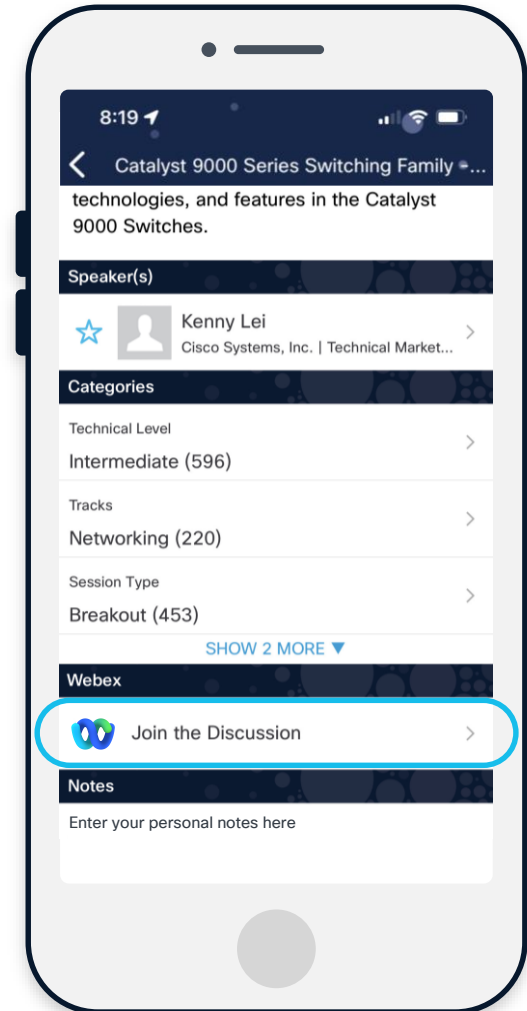 8:19
Catalyst 9000 Series Switching Family -...
technologies, and features in the Catalyst
9000 Switches.
Speaker(s)
Kenny Lei
Cisco Systems, Inc. | Technical Market...
Categories
Technical Level
Intermediate (596)
Tracks
Networking (220)
Session Type
Breakout (453)
SHOW 2 MORE ▼
Webex
Join the Discussion
Notes
Enter your personal notes here